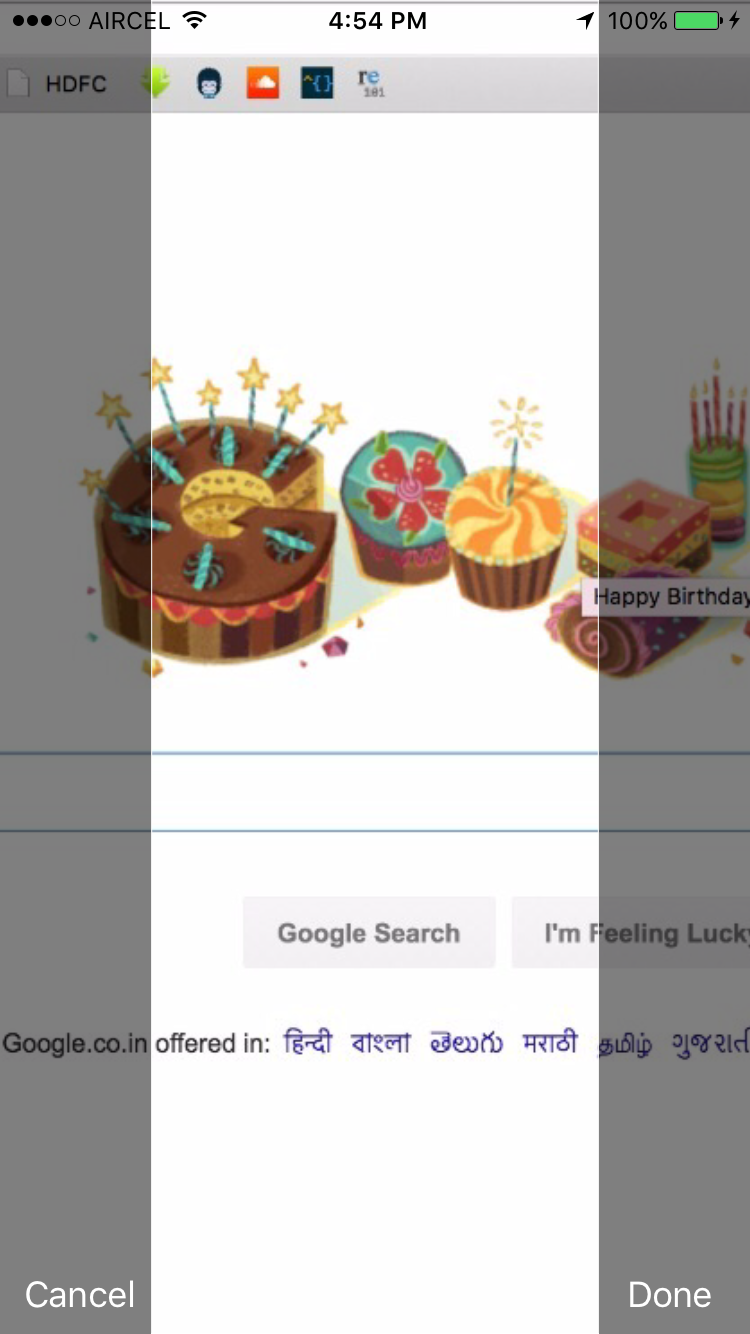 AIRCEL 4:54 PM 100%
HDFC ^{} re
101
Happy Birthday
Google Search I'm Feeling Lucky
Google.co.in offered in: हिन्दी বাংলা తెలుగు मराठी தமிழ் ગુજરાતી
Cancel Done